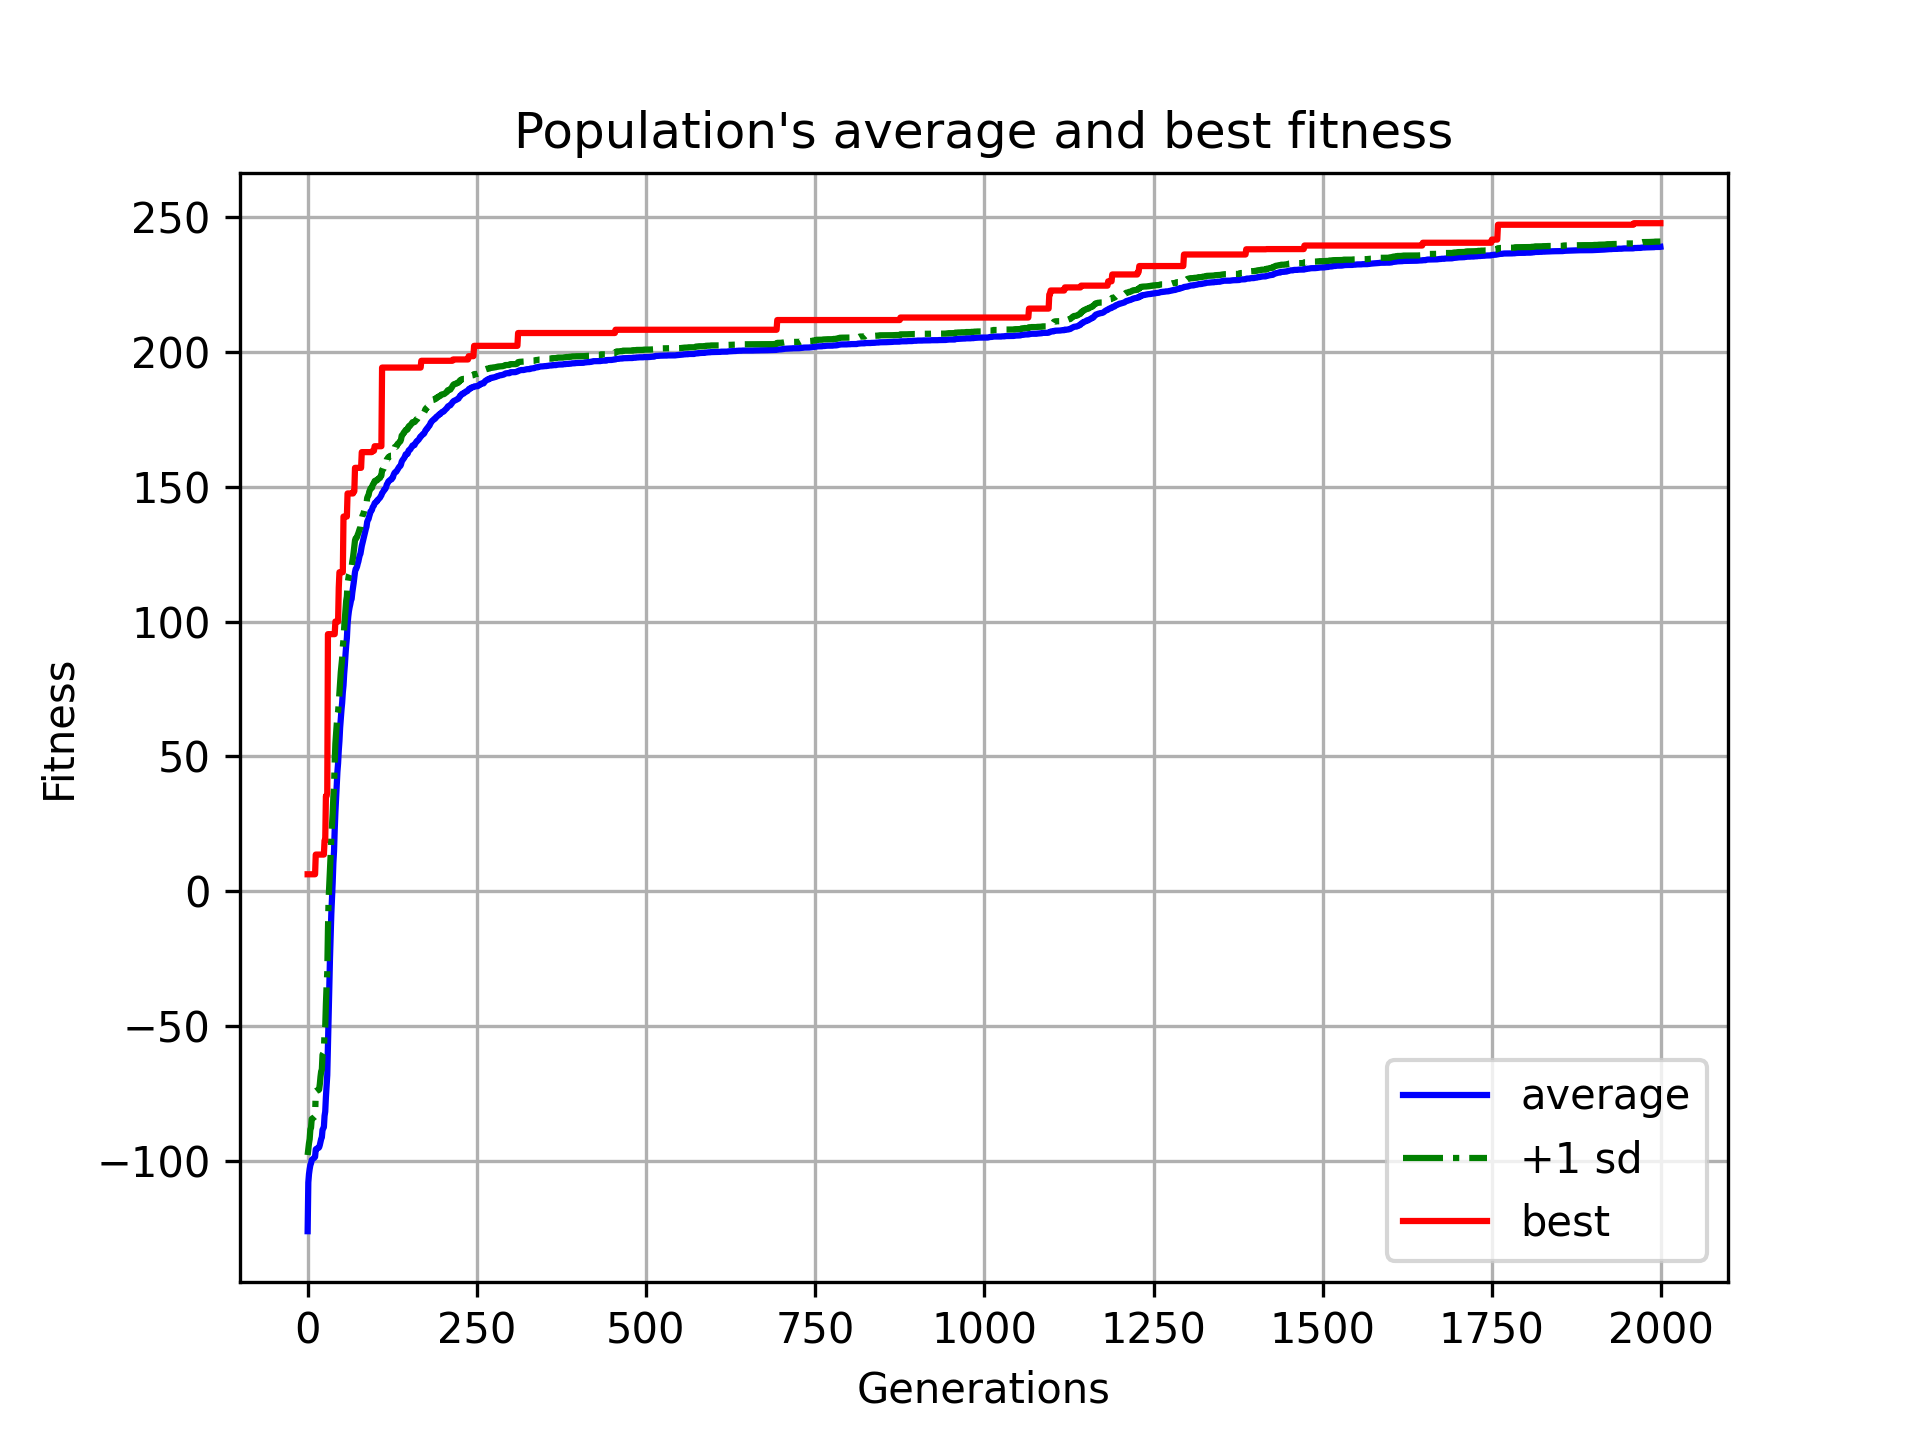 Population's average and best fitness
250
200
150
100
50
0
−50
−100
Fitness
average
+1 sd
best
0 250 500 750 1000 1250 1500 1750 2000
Generations